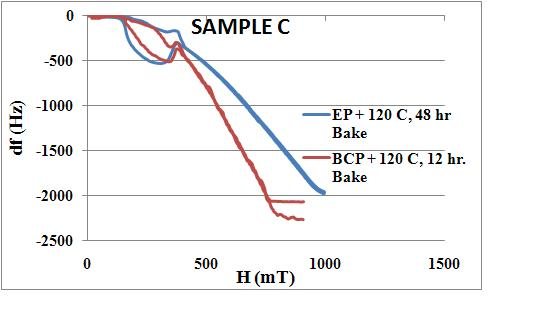 SAMPLE C
0
-500
-1000
-1500
-2000
-2500
df (Hz)
EP + 120 C, 48 hr
Bake
BCP + 120 C, 12 hr.
Bake
0 500 1000 1500
H (mT)